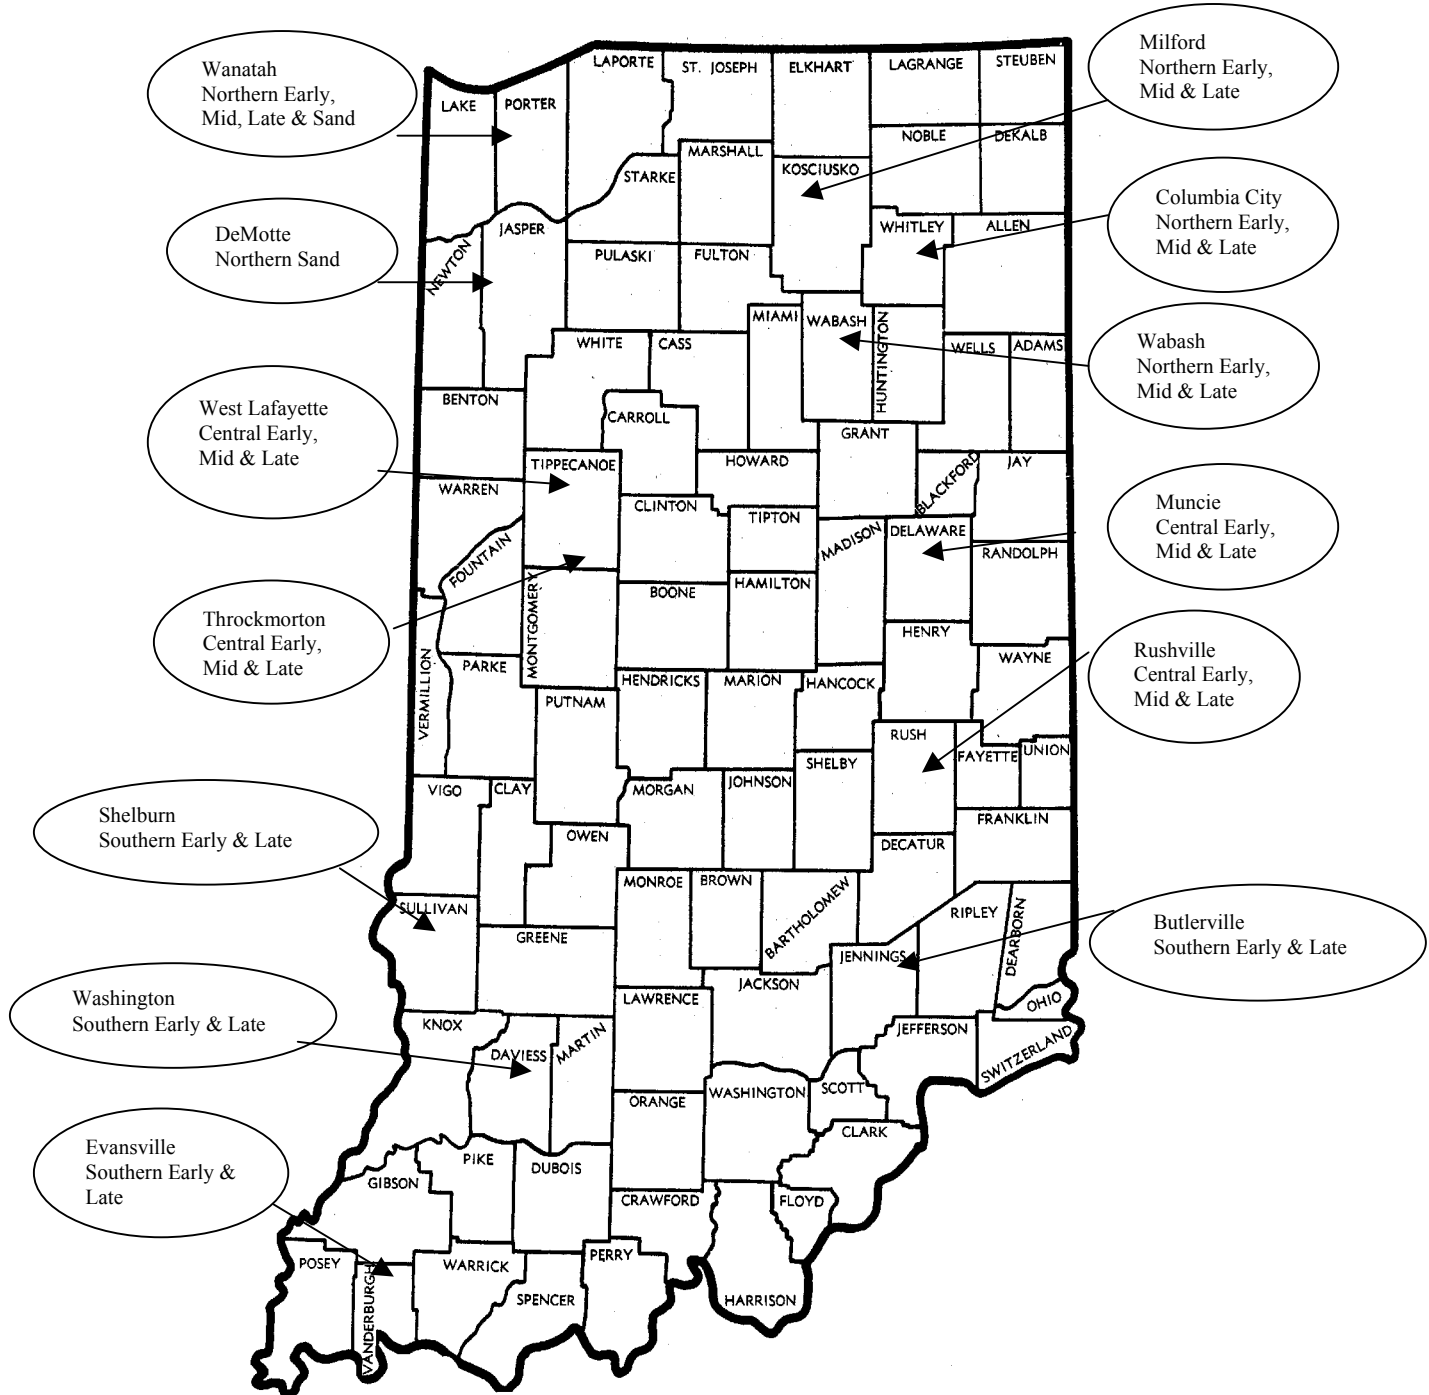 Wanatah
Northern Early,
Mid, Late & Sand
Milford
Northern Early,
Mid & Late
DeMotte
Northern Sand
Columbia City
Northern Early,
Mid & Late
West Lafayette
Central Early,
Mid & Late
Wabash
Northern Early,
Mid & Late
Throckmorton
Central Early,
Mid & Late
Muncie
Central Early,
Mid & Late
Rushville
Central Early,
Mid & Late
Shelburn
Southern Early & Late
Butlerville
Southern Early & Late
Washington
Southern Early & Late
Evansville
Southern Early &
Late
LAKE
PORTER
LAPORTE
ST. JOSEPH
ELKHART
LAGRANGE
STEUBEN
NOBLE
DEKALB
MARSHALL
STARKE
KOSCIUSKO
JASPER
NEWTON
PULASKI
FULTON
WHITLEY
ALLEN
MIAMI
WABASH
HUNTINGTON
WHITE
CASS
WELLS
ADAMS
BENTON
CARROLL
GRANT
TIPPECANOE
HOWARD
BLACKFORD
JAY
WARREN
CLINTON
TIPTON
MADISON
DELAWARE
RANDOLPH
FOUNTAIN
MONTGOMERY
BOONE
HAMILTON
HENRY
WAYNE
VERMILLION
PARKE
PUTNAM
HENDRICKS
MARION
HANCOCK
RUSH
FAYETTE
UNION
SHELBY
VIGO
CLAY
MORGAN
JOHNSON
FRANKLIN
OWEN
DECATUR
MONROE
BROWN
BARTHOLOMEW
SULLIVAN
RIPLEY
DEARBORN
GREENE
JENNINGS
JACKSON
LAWRENCE
OHIO
KNOX
DAVIESS
MARTIN
JEFFERSON
SWITZERLAND
WASHINGTON
SCOTT
ORANGE
CLARK
GIBSON
PIKE
DUBOIS
CRAWFORD
FLOYD
POSEY
VANDERBURGH
WARRICK
PERRY
SPENCER
HARRISON